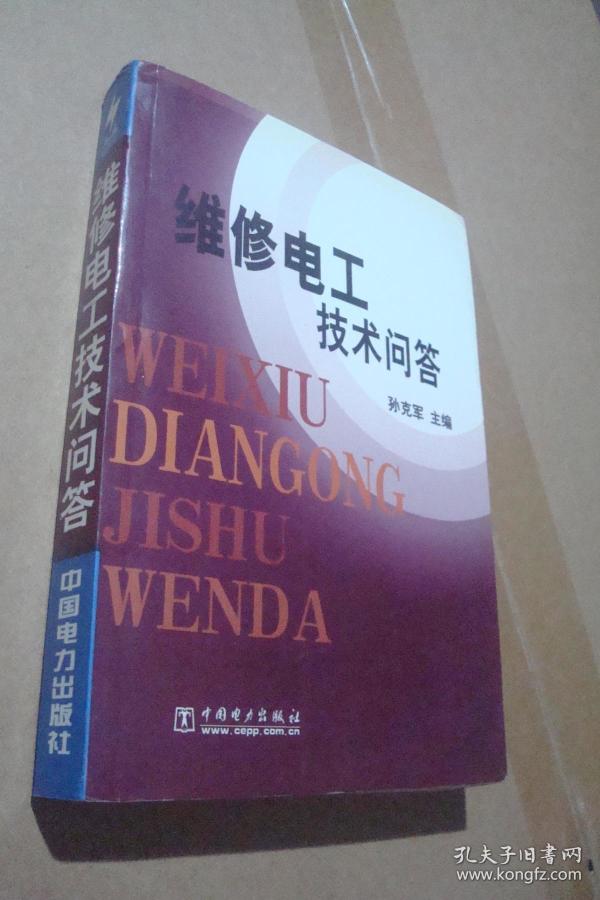 维修电工技术问答
中国电力出版社
维修电工
技术问答
孙克军 主编
WEIXIU
DIANGONG
JISHU
WENDA
中国电力出版社
www.cepp.com.cn
孔夫子旧书网
www.kongfz.com